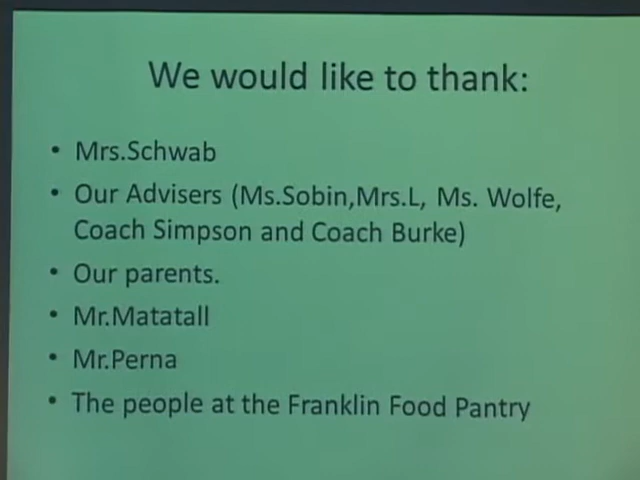 We would like to thank:
• Mrs.Schwab
• Our Advisers (Ms.Sobin,Mrs.L, Ms. Wolfe,
Coach Simpson and Coach Burke)
• Our parents.
• Mr.Matatall
• Mr.Perna
• The people at the Franklin Food Pantry